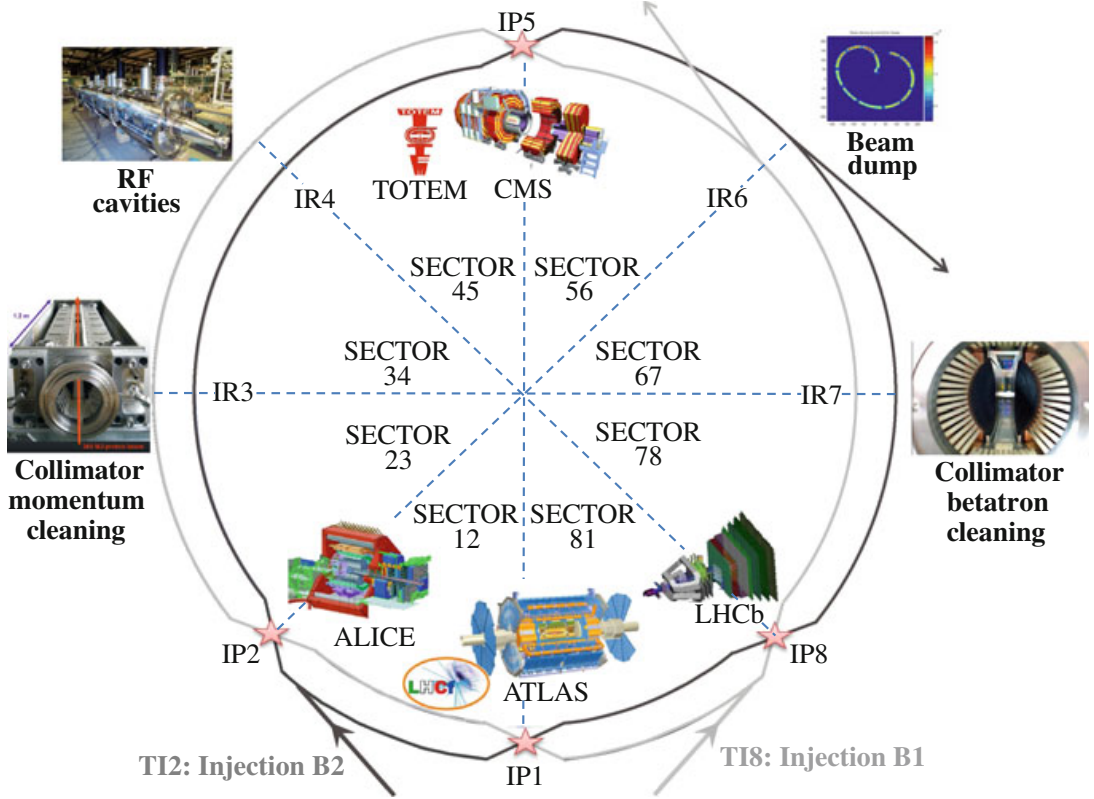 IP5
Beam
dump
RF
cavities
TOTEM
TOTEM
CMS
IR4
IR6
SECTOR
45
SECTOR
56
SECTOR
34
SECTOR
67
IR3
IR7
SECTOR
23
SECTOR
78
Collimator
momentum
cleaning
Collimator
betatron
cleaning
SECTOR
12
SECTOR
81
ALICE
LHCb
IP2
IP8
LHCf
ATLAS
TI2: Injection B2
TI8: Injection B1
IP1